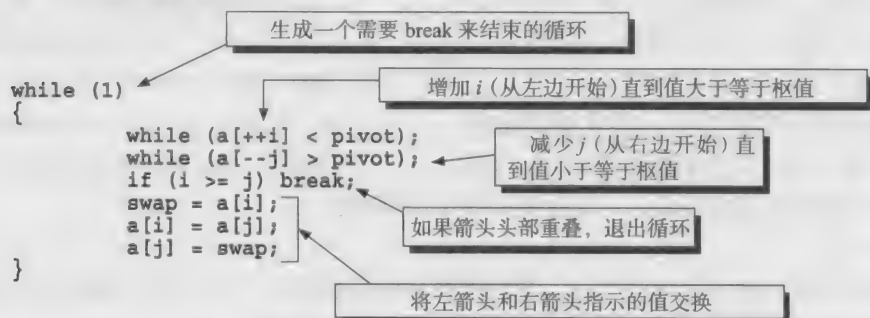 生成一个需要 break 来结束的循环
while (1)
增加 i (从左边开始)直到值大于等于枢值
{
while (a[++i] < pivot);
减少 j (从右边开始) 直
while (a[--j] > pivot);
到值小于等于枢值
if (i >= j) break;
swap = a[i];
如果箭头头部重叠，退出循环
a[i] = a[j];
a[j] = swap;
}
将左箭头和右箭头指示的值交换